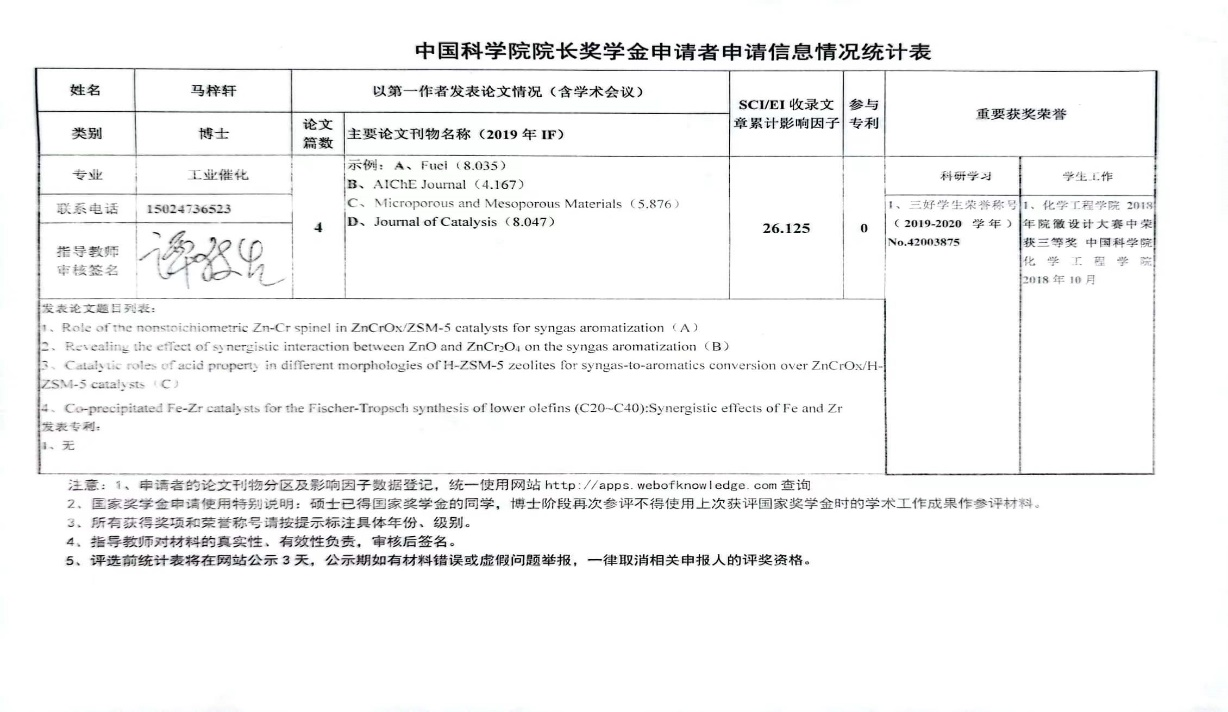 中国科学院院长奖学金申请者申请信息情况统计表
姓名
马梓轩
以第一作者发表论文情况（含学术会议）
SCI/EI 收录文
章累计影响因子
参与
专利
重要获奖荣誉
类别
博士
论文
篇数
主要论文刊物名称（2019 年 IF）
专业
工业催化
联系电话
15024736523
指导教师
审核签名
4
示例：A、Fuel（8.035）
B、AIChE Journal（4.167）
C、Microporous and Mesoporous Materials（5.876）
D、Journal of Catalysis（8.047）
26.125
0
科研学习
学生工作
1、三好学生荣誉称号
（2019-2020 学年）
No.42003875
1、化学工程学院 2018
年院徽设计大赛中荣
获三等奖 中国科学院
化学工程学院
2018 年 10 月
发表论文题目列表：
1、Role of the nonstoichiometric Zn-Cr spinel in ZnCrOx/ZSM-5 catalysts for syngas aromatization（A）
2、Revealing the effect of synergistic interaction between ZnO and ZnCr₂O₄ on the syngas aromatization（B）
3、Catalytic roles of acid property in different morphologies of H-ZSM-5 zeolites for syngas-to-aromatics conversion over ZnCrOx/H-
ZSM-5 catalysts（C）
4、Co-precipitated Fe-Zr catalysts for the Fischer-Tropsch synthesis of lower olefins (C20~C40):Synergistic effects of Fe and Zr
发表专利：
1、无
注意：1、申请者的论文刊物分区及影响因子数据登记，统一使用网站 http://apps.webofknowledge.com 查询
2、国家奖学金申请使用特别说明：硕士已得国家奖学金的同学，博士阶段再次参评不得使用上次获评国家奖学金时的学术工作成果作参评材料。
3、所有获得奖项和荣誉称号请按提示标注具体年份、级别。
4、指导教师对材料的真实性、有效性负责，审核后签名。
5、评选前统计表将在网站公示 3 天，公示期如有材料错误或虚假问题举报，一律取消相关申报人的评奖资格。